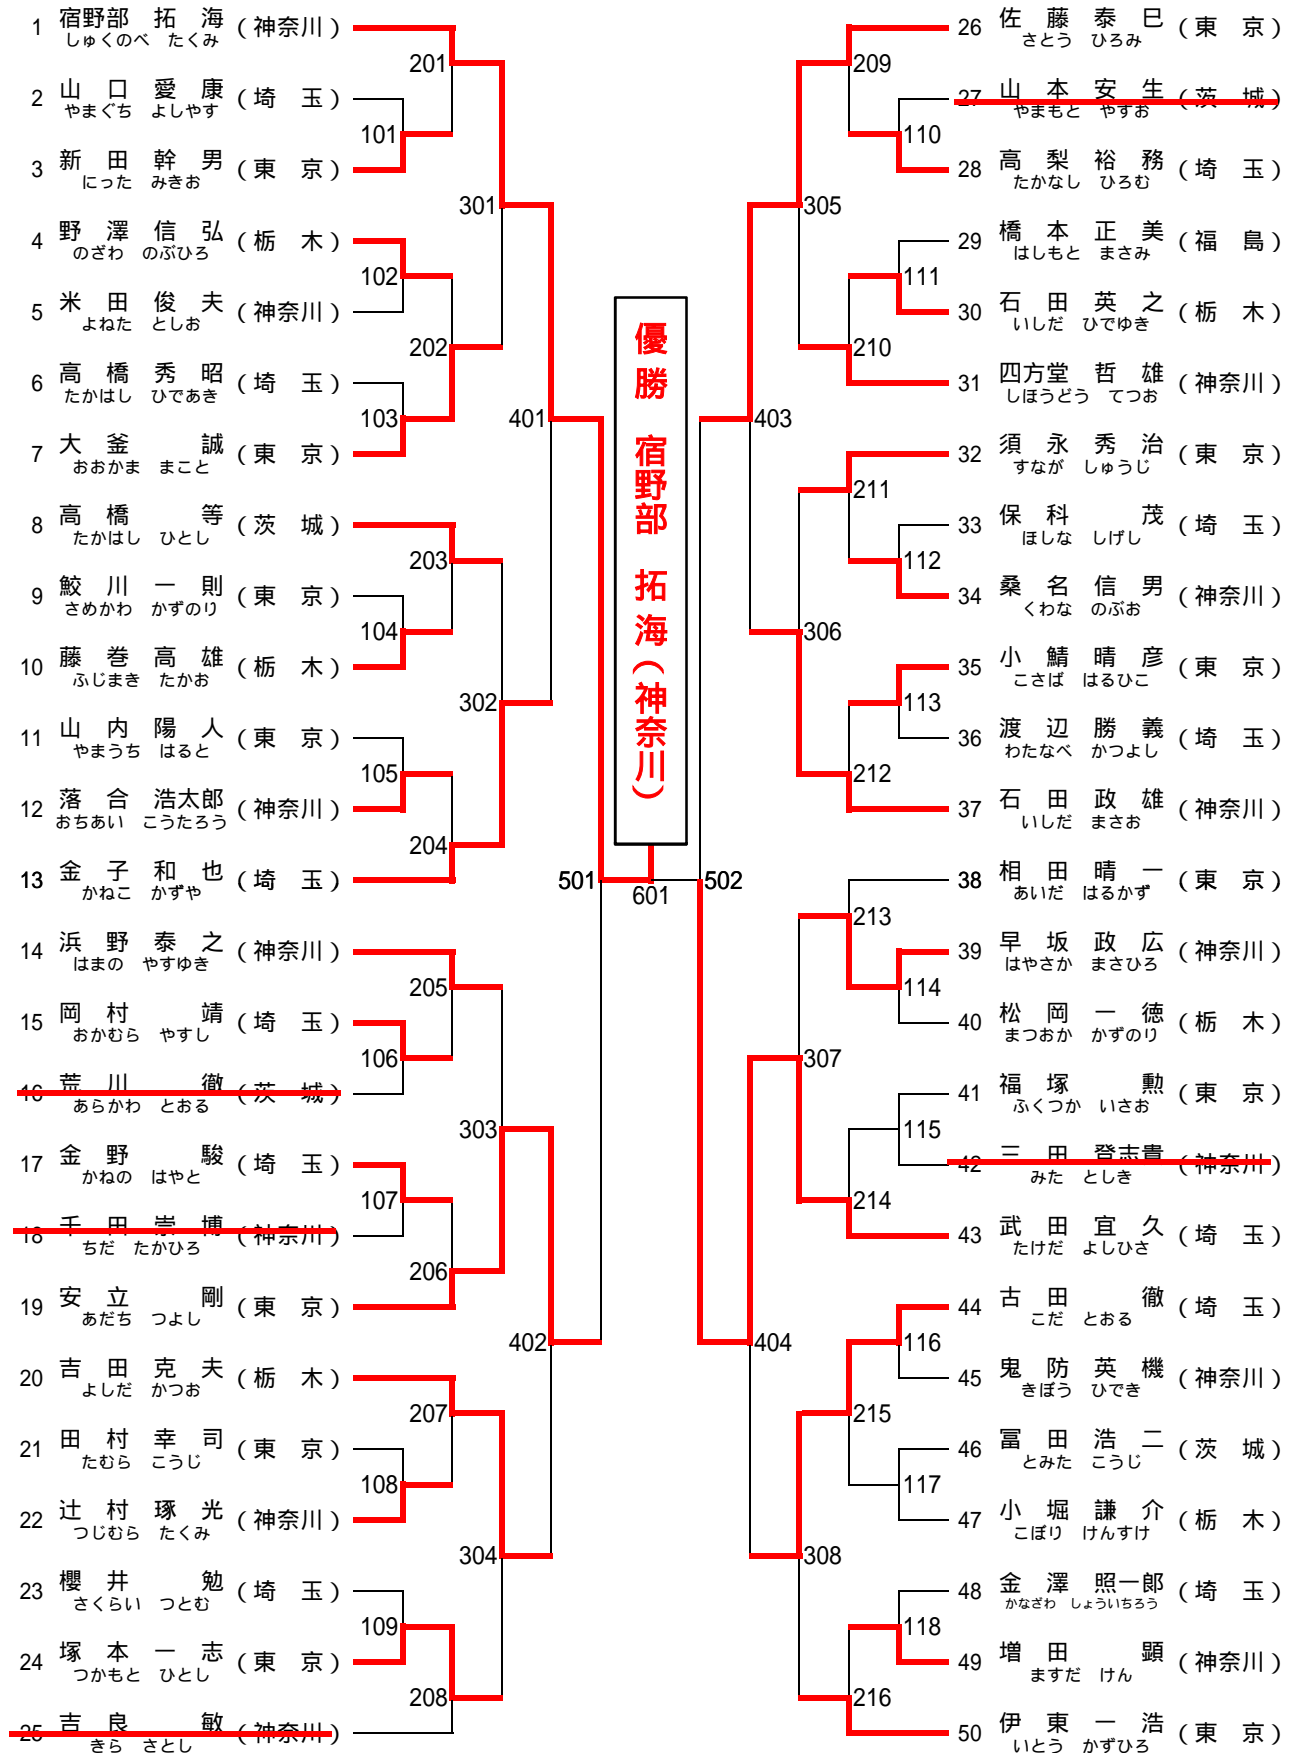 1 宿野部 拓海 (神奈川)
しゅくのべ たくみ
2 山口愛康 (埼玉)
やまぐち よしやす
3 新田幹男 (東京)
にった みきお
4 野澤信弘 (栃木)
のざわ のぶひろ
5 米田俊夫 (神奈川)
よねた としお
6 高橋秀昭 (埼玉)
たかはし ひであき
7 大釜 誠 (東京)
おおかま まこと
8 高橋 等 (茨城)
たかはし ひとし
9 鮫川一則 (東京)
さめかわ かずのり
10 藤巻高雄 (栃木)
ふじまき たかお
11 山内陽人 (東京)
やまうち はると
12 落合 浩太郎 (神奈川)
おちあい こうたろう
13 金子和也 (埼玉)
かねこ かずや
14 浜野泰之 (神奈川)
はまの やすゆき
15 岡村 靖 (埼玉)
おかむら やすし
16 荒川 徹 (茨城)
あらかわ とおる
17 金野 駿 (埼玉)
かねの はやと
18 千田崇博 (神奈川)
ちだ たかひろ
19 安立 剛 (東京)
あだち つよし
20 吉田克夫 (栃木)
よしだ かつお
21 田村幸司 (東京)
たむら こうじ
22 辻村琢光 (神奈川)
つじむら たくみ
23 櫻井 勉 (埼玉)
さくらい つとむ
24 塚本一志 (東京)
つかもと ひとし
25 吉良 敏 (神奈川)
きら さとし
101
102
103
104
105
106
107
108
109
201
202
203
204
205
206
207
208
301
302
303
304
401
402
501
優勝 宿野部 拓海(神奈川)
601
502
403
404
305
306
307
308
209
210
211
212
213
214
215
216
110
111
112
113
114
115
116
117
118
26 佐藤泰巳 (東京)
さとう ひろみ
27 山本安生 (茨城)
やまもと やすお
28 高梨裕務 (埼玉)
たかなし ひろむ
29 橋本正美 (福島)
はしもと まさみ
30 石田英之 (栃木)
いしだ ひでゆき
31 四方堂 哲雄 (神奈川)
しほうどう てつお
32 須永秀治 (東京)
すなが しゅうじ
33 保科 茂 (埼玉)
ほしな しげし
34 桑名信男 (神奈川)
くわな のぶお
35 小鯖晴彦 (東京)
こさば はるひこ
36 渡辺勝義 (埼玉)
わたなべ かつよし
37 石田政雄 (神奈川)
いしだ まさお
38 相田晴一 (東京)
あいだ はるかず
39 早坂政広 (神奈川)
はやさか まさひろ
40 松岡一徳 (栃木)
まつおか かずのり
41 福塚 勲 (東京)
ふくつか いさお
42 三田 登志貴 (神奈川)
みた としき
43 武田宜久 (埼玉)
たけだ よしひさ
44 古田 徹 (埼玉)
こだ とおる
45 鬼防英機 (神奈川)
きぼう ひでき
46 冨田浩二 (茨城)
とみた こうじ
47 小堀謙介 (栃木)
こぼり けんすけ
48 金澤 照一郎 (埼玉)
かなざわ しょういちろう
49 増田 顕 (神奈川)
ますだ けん
50 伊東一浩 (東京)
いとう かずひろ